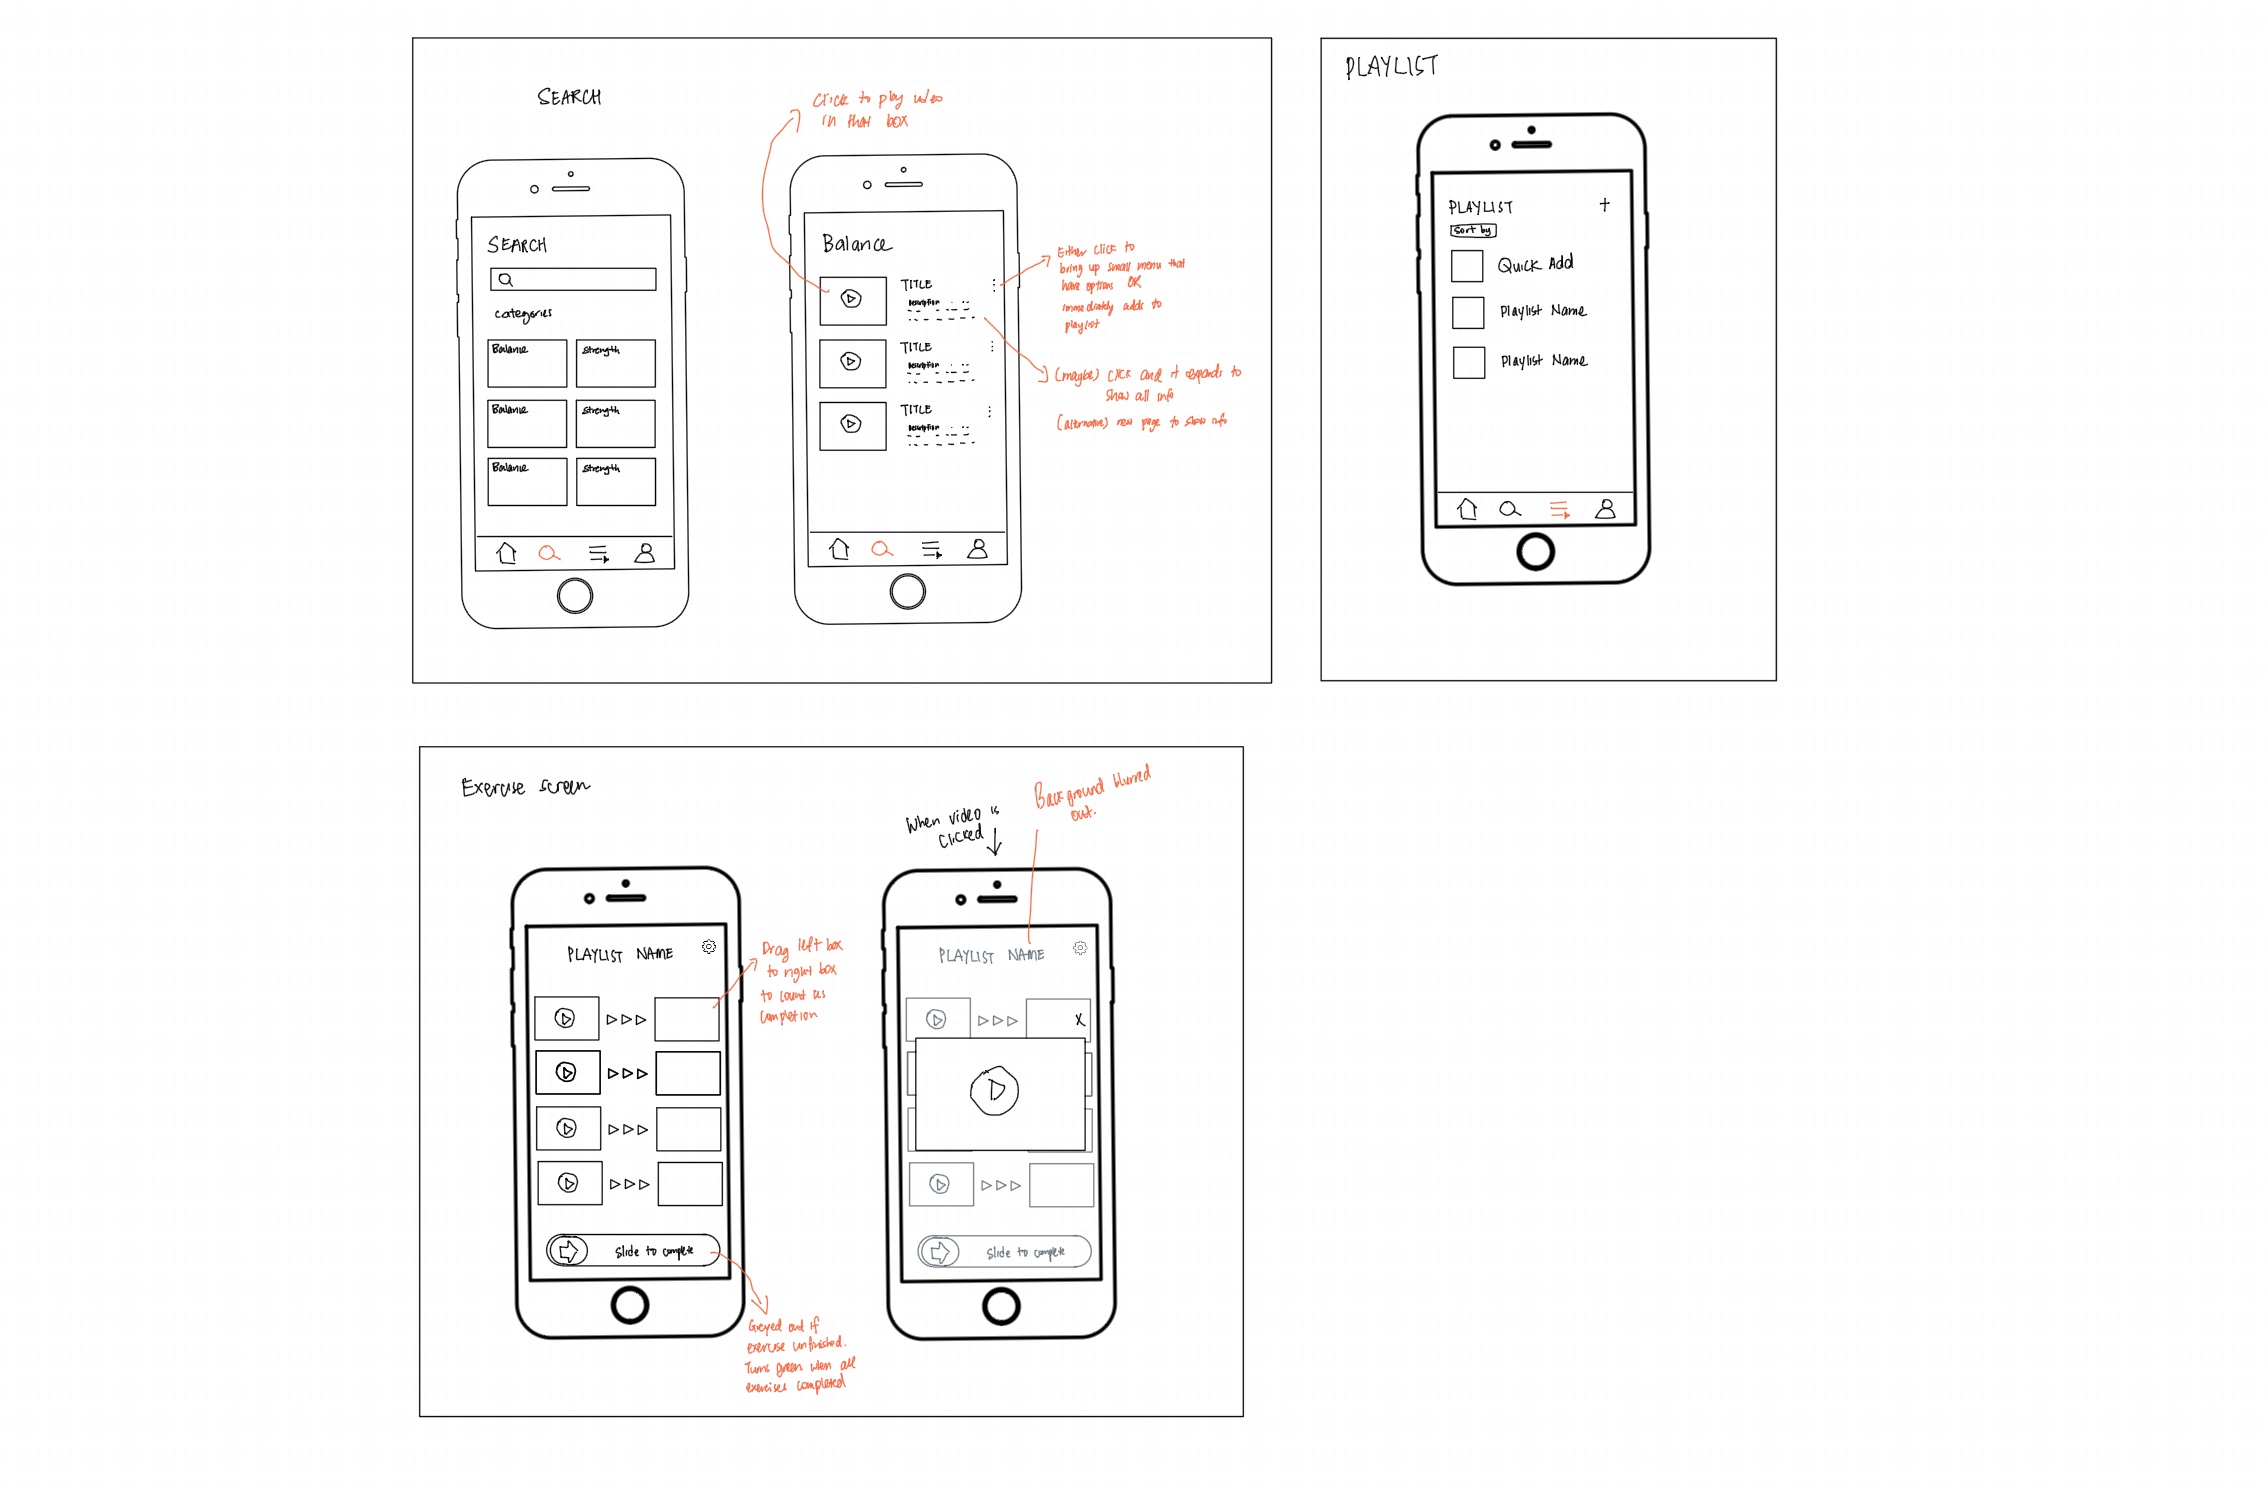 SEARCH
Click to play video
in that box
SEARCH
categories
Balance
Strength
Balance
Strength
Balance
Strength
Balance
TITLE
Description
TITLE
Description
TITLE
Description
Either click to
bring up small menu that
have options OR
immediately adds to
playlist
(maybe) click and it expands to
show all info
(alternative) new page to show info
PLAYLIST
PLAYLIST +
Sort by
Quick Add
Playlist Name
Playlist Name
Exercise screen
PLAYLIST NAME
Slide to complete
Drag left box
to right box
to count as
completion
Greyed out if
exercise unfinished.
Turns green when all
exercises completed
When video is
clicked
Background blurred
out.
PLAYLIST NAME
X
Slide to complete